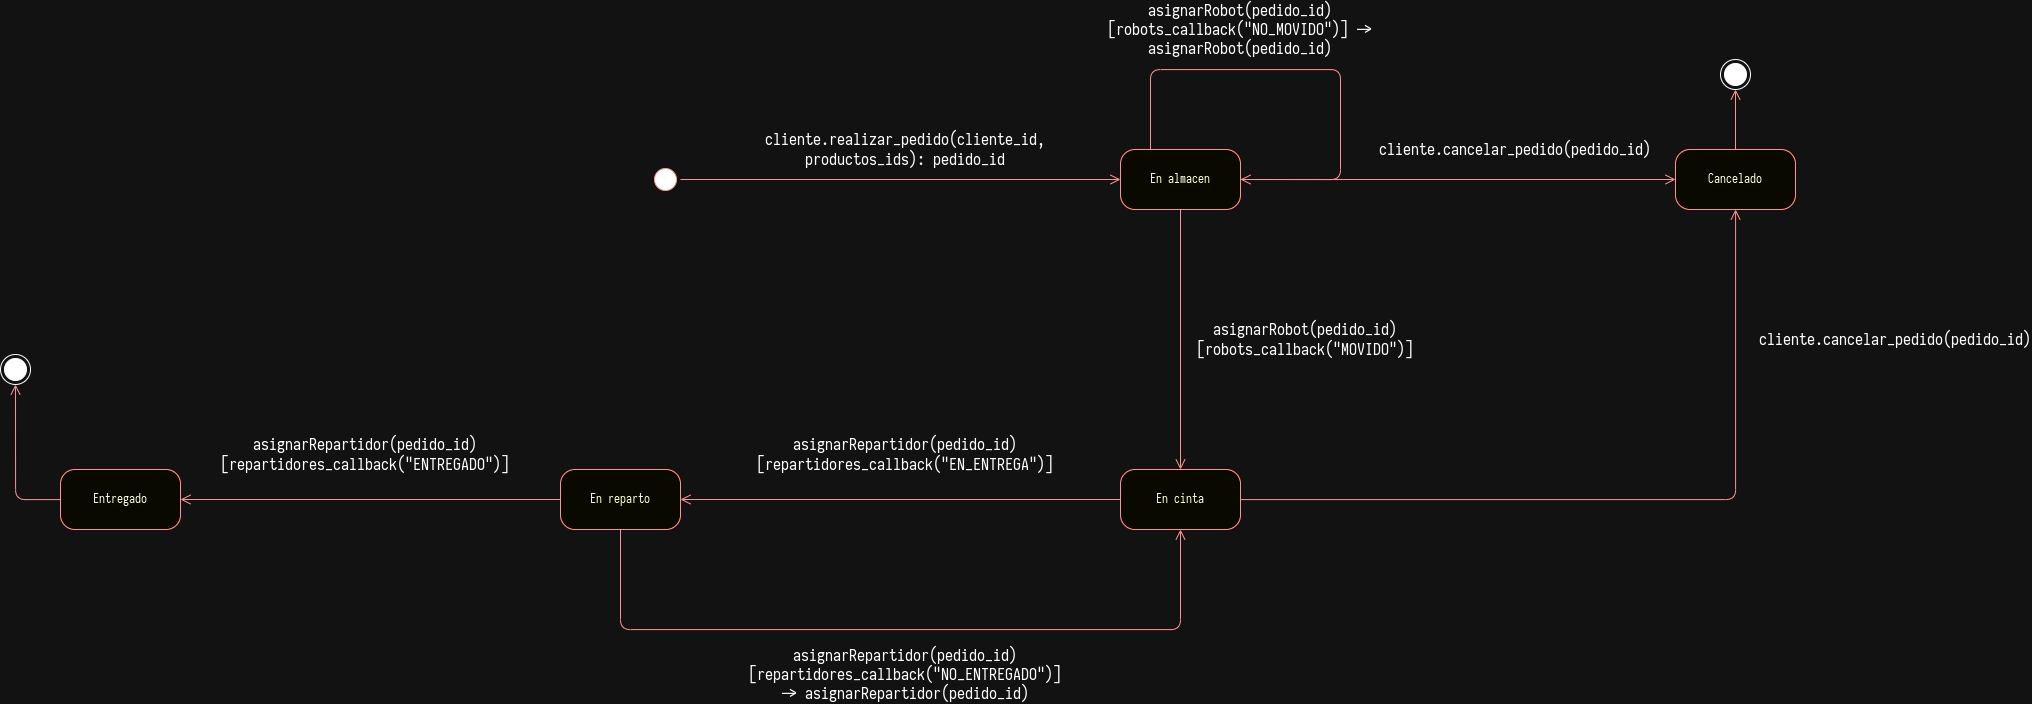 asignarRobot(pedido_id)
[robots_callback("NO_MOVIDO")] ->
asignarRobot(pedido_id)
cliente.realizar_pedido(cliente_id,
productos_ids): pedido_id
cliente.cancelar_pedido(pedido_id)
En almacen
Cancelado
asignarRobot(pedido_id)
[robots_callback("MOVIDO")]
cliente.cancelar_pedido(pedido_id)
asignarRepartidor(pedido_id)
[repartidores_callback("ENTREGADO")]
asignarRepartidor(pedido_id)
[repartidores_callback("EN_ENTREGA")]
Entregado
En reparto
En cinta
asignarRepartidor(pedido_id)
[repartidores_callback("NO_ENTREGADO")]
-> asignarRepartidor(pedido_id)